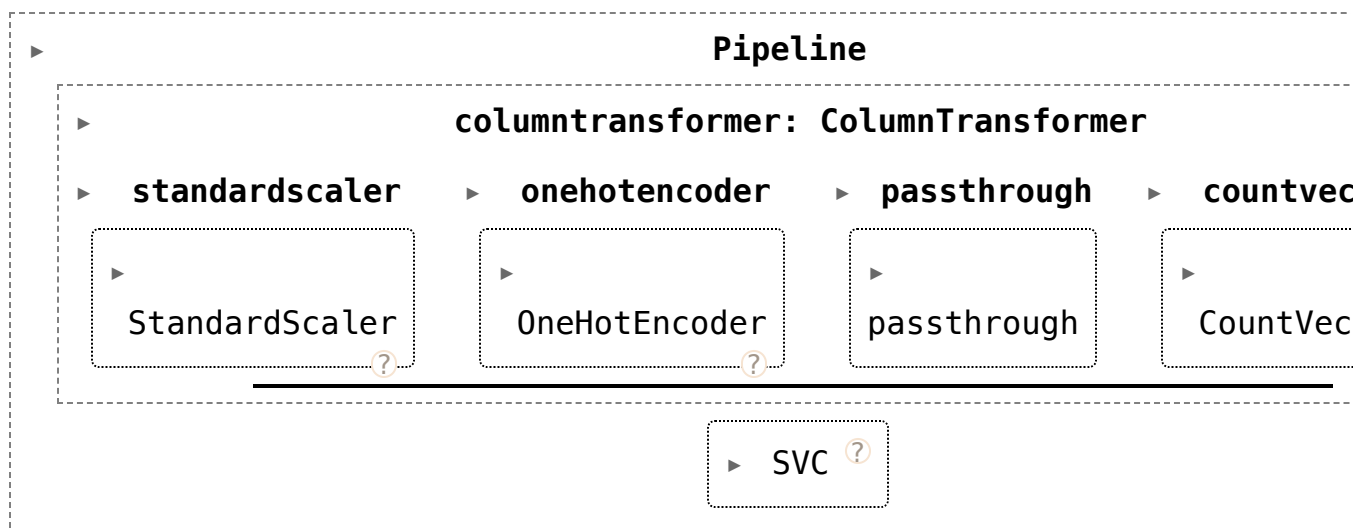 Pipeline
columntransformer: ColumnTransformer
standardscaler onehotencoder passthrough countvec
StandardScaler OneHotEncoder passthrough CountVec
? ?
SVC ?